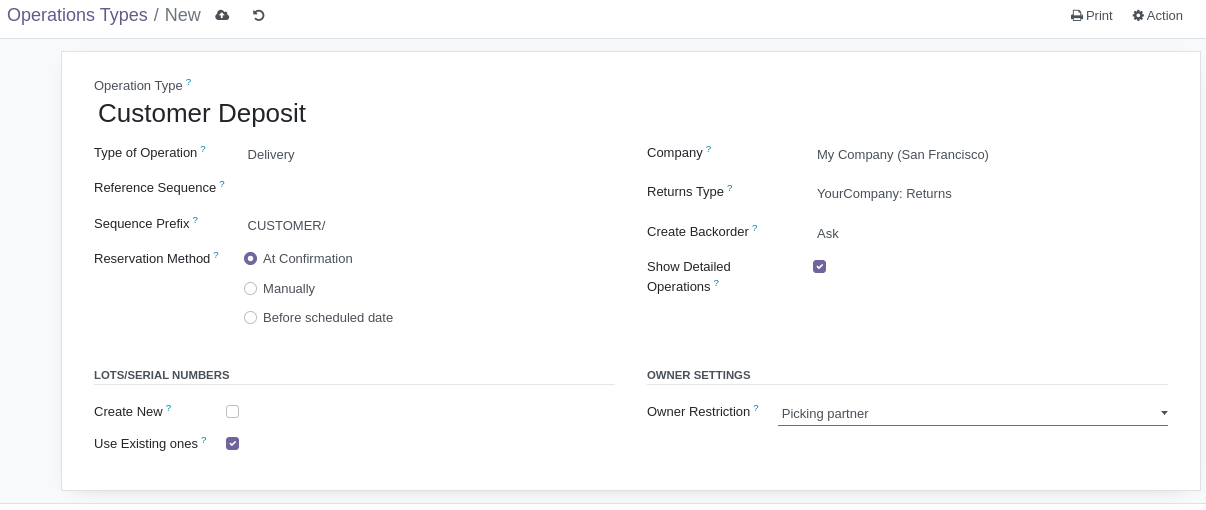 Operations Types / New
Print Action
Operation Type ?
Customer Deposit
Type of Operation ? Delivery
Reference Sequence ?
Sequence Prefix ? CUSTOMER/
Reservation Method ? At Confirmation
Manually
Before scheduled date
Company ? My Company (San Francisco)
Returns Type ? YourCompany: Returns
Create Backorder ? Ask
Show Detailed
Operations ?
LOTS/SERIAL NUMBERS
Create New ?
Use Existing ones ?
OWNER SETTINGS
Owner Restriction ? Picking partner